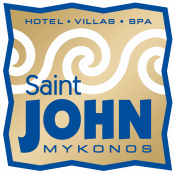 HOTEL • VILLAS • SPA
Saint
JOHN
MYKONOS